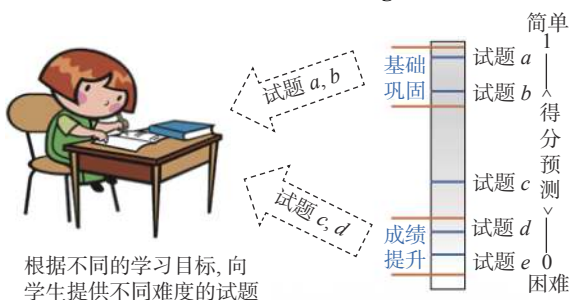 简单
1
试题 a
基础
巩固
试题 b
试题 a, b
得分预测
试题 c
试题 c, d
试题 d
成绩
提升
试题 e
0
困难
根据不同的学习目标, 向
学生提供不同难度的试题